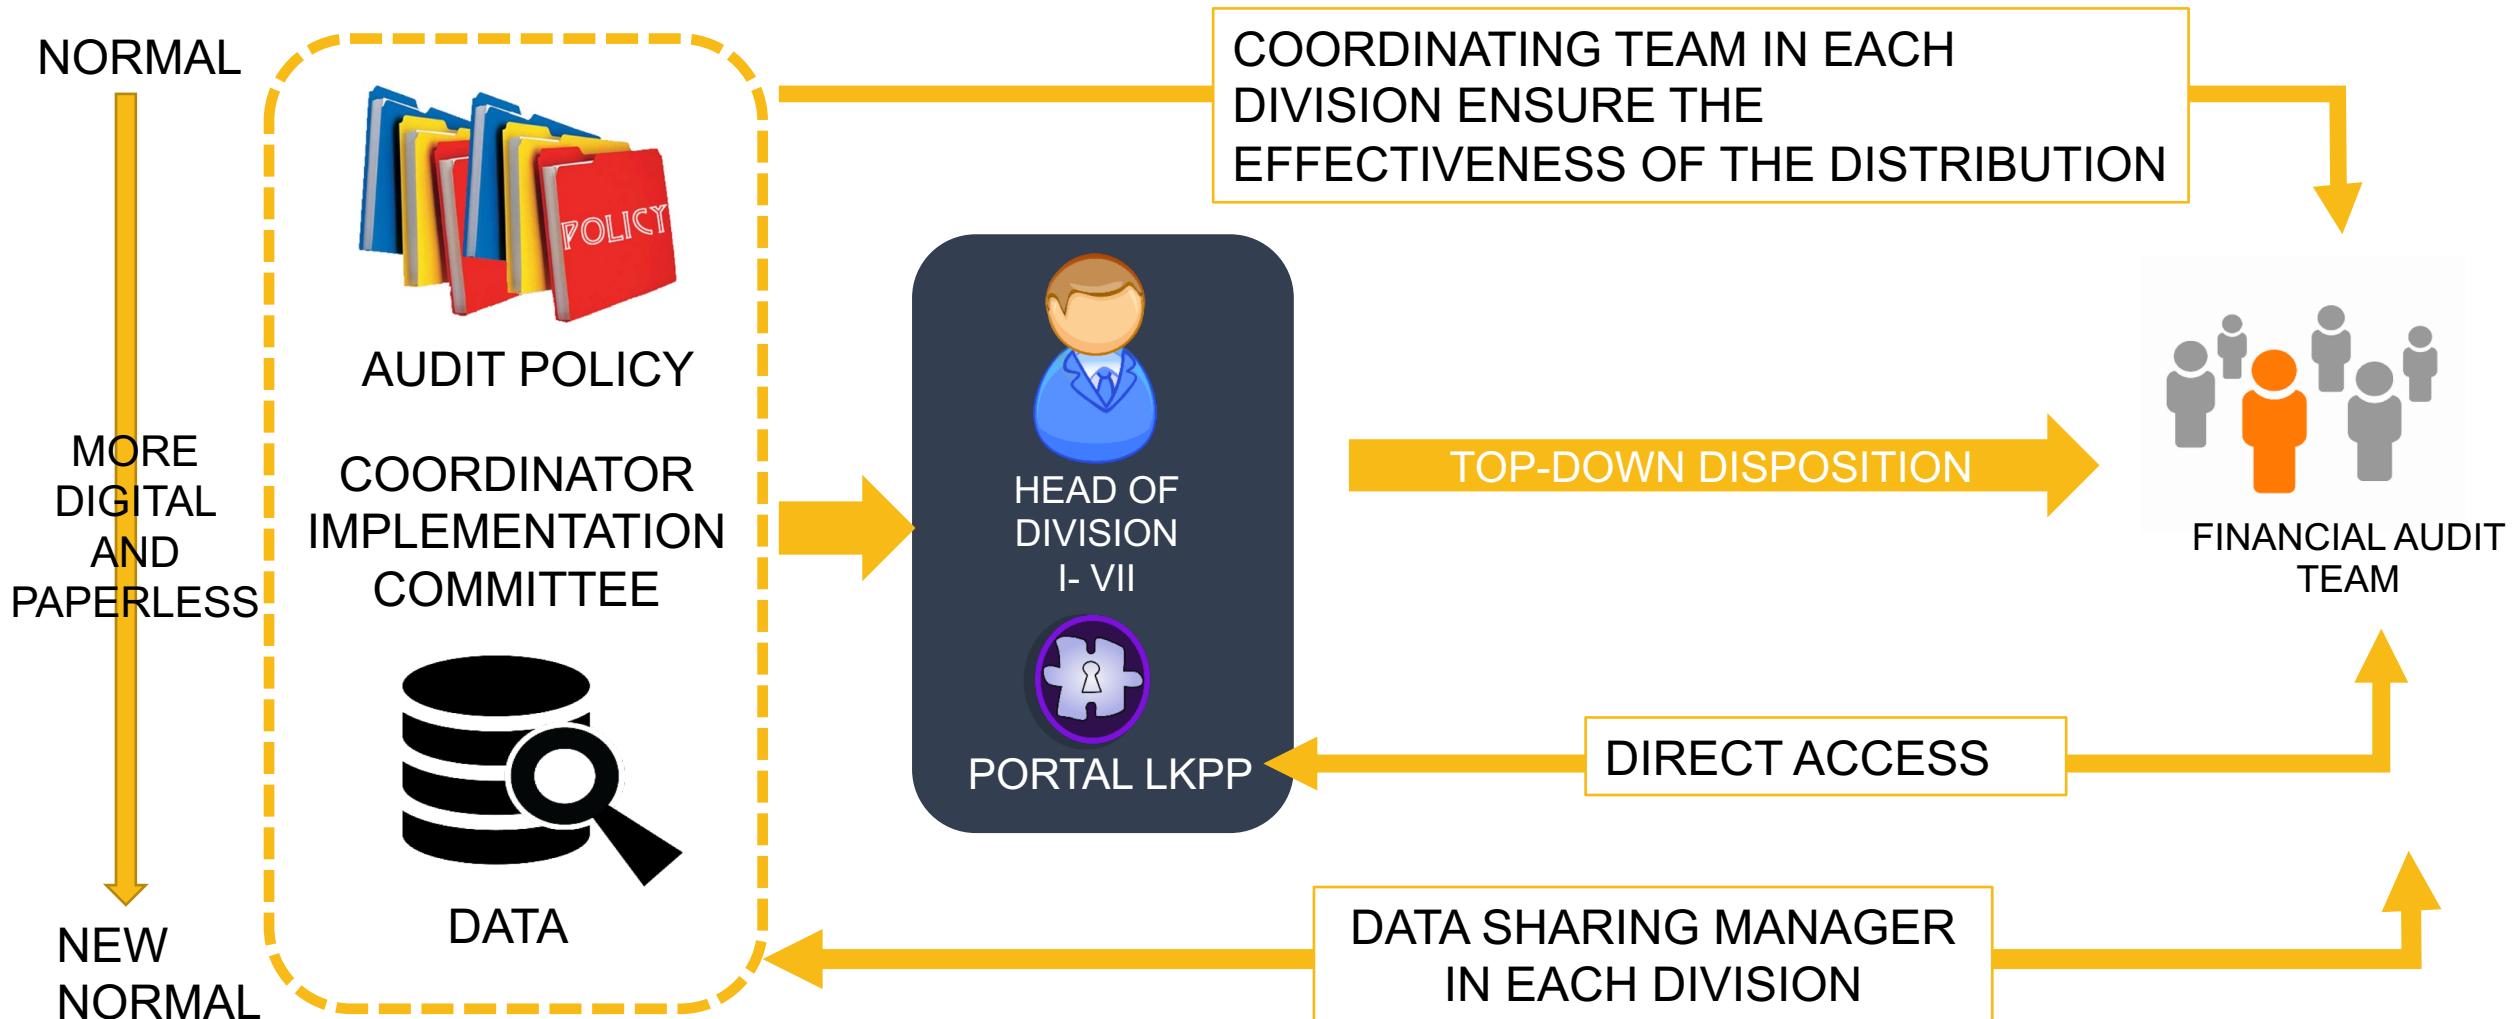 NORMAL
MORE
DIGITAL
AND
PAPERLESS
NEW
NORMAL
POLICY
AUDIT POLICY
COORDINATOR
IMPLEMENTATION
COMMITTEE
DATA
COORDINATING TEAM IN EACH
DIVISION ENSURE THE
EFFECTIVENESS OF THE DISTRIBUTION
HEAD OF
DIVISION
I- VII
PORTAL LKPP
TOP-DOWN DISPOSITION
FINANCIAL AUDIT
TEAM
DIRECT ACCESS
DATA SHARING MANAGER
IN EACH DIVISION